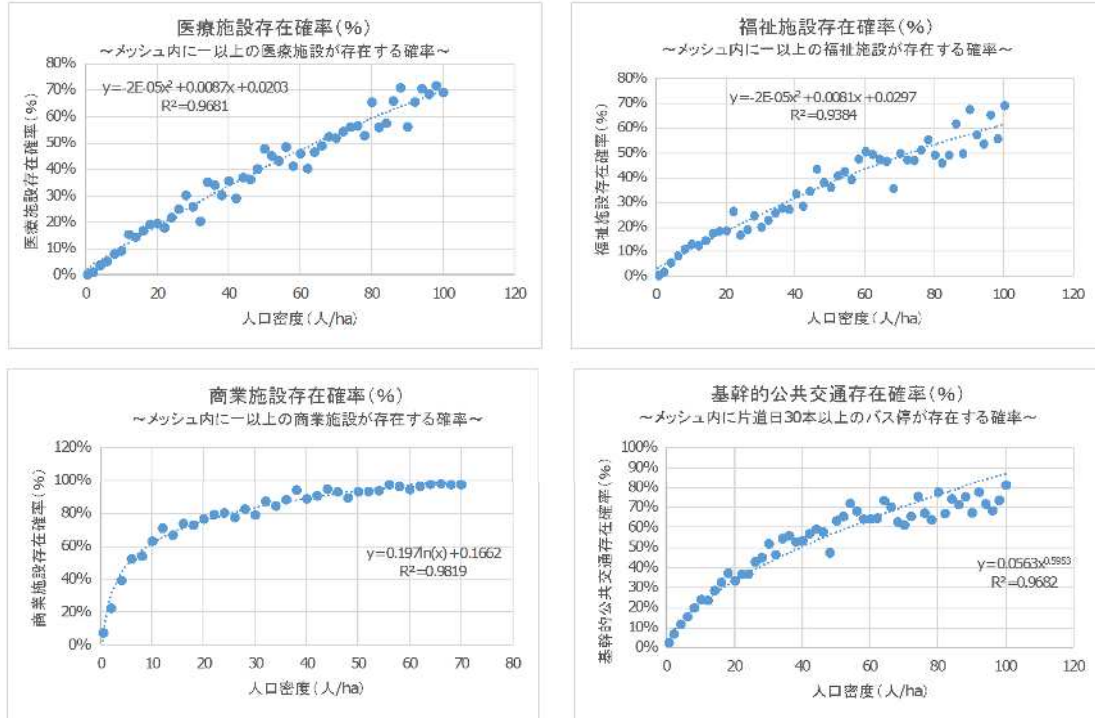 医療施設存在確率(%)
～メッシュ内に一以上の医療施設が存在する確率～
医療施設存在確率(%)
80%
70%
60%
50%
40%
30%
20%
10%
0%
y=-2E-05x²+0.0087x+0.0203
R²=0.9681
0 20 40 60 80 100 120
人口密度(人/ha)
福祉施設存在確率(%)
～メッシュ内に一以上の福祉施設が存在する確率～
福祉施設存在確率(%)
80%
70%
60%
50%
40%
30%
20%
10%
0%
y=-2E-05x²+0.0081x+0.0297
R²=0.9384
0 20 40 60 80 100 120
人口密度(人/ha)
商業施設存在確率(%)
～メッシュ内に一以上の商業施設が存在する確率～
商業施設存在確率(%)
120%
100%
80%
60%
40%
20%
0%
y=0.197ln(x)+0.1662
R²=0.9819
0 10 20 30 40 50 60 70 80
人口密度(人/ha)
基幹的公共交通存在確率(%)
～メッシュ内に片道日30本以上のバス停が存在する確率～
基幹的公共交通存在確率(%)
100%
90%
80%
70%
60%
50%
40%
30%
20%
10%
0%
y=0.0563x^0.5953
R²=0.9682
0 20 40 60 80 100 120
人口密度(人/ha)